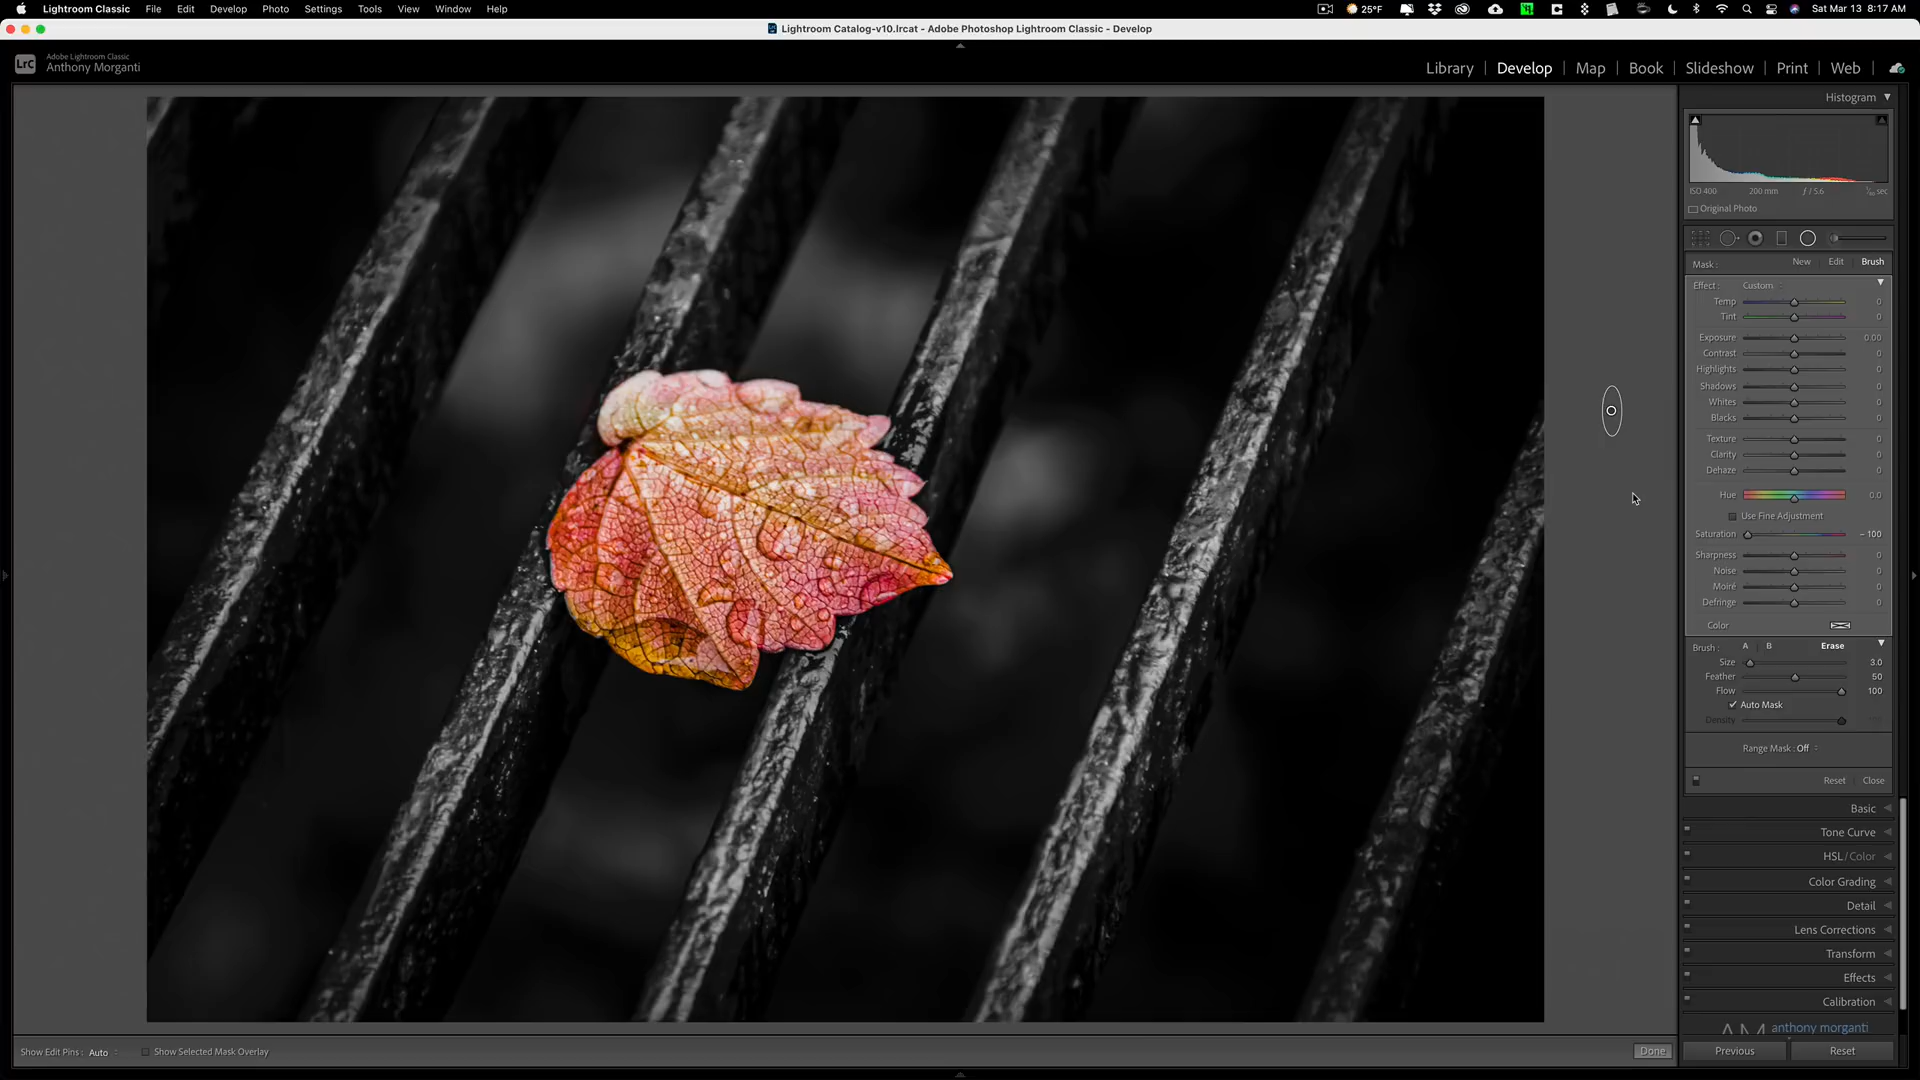 Lightroom Classic File Edit Develop Photo Settings Tools View Window Help 25°F Sat Mar 13 8:17 AM
Lightroom Catalog-v10.lrcat - Adobe Photoshop Lightroom Classic - Develop
LrC Adobe Lightroom Classic
Anthony Morganti
Library | Develop | Map | Book | Slideshow | Print | Web
Histogram
ISO 400 200 mm ƒ / 5.6
Original Photo
Mask : New Edit Brush
Effect : Custom
Temp 0
Tint 0
Exposure 0.00
Contrast 0
Highlights 0
Shadows 0
Whites 0
Blacks 0
Texture 0
Clarity 0
Dehaze 0
Hue 0.0
Use Fine Adjustment
Saturation – 100
Sharpness 0
Noise 0
Moiré 0
Defringe 0
Color
Brush : A B Erase
Size 3.0
Feather 50
Flow 100
Auto Mask
Density
Range Mask : Off
Reset Close
Basic
Tone Curve
HSL / Color
Color Grading
Detail
Lens Corrections
Transform
Effects
Calibration
anthony morganti
Show Edit Pins : Auto Show Selected Mask Overlay Done Previous Reset